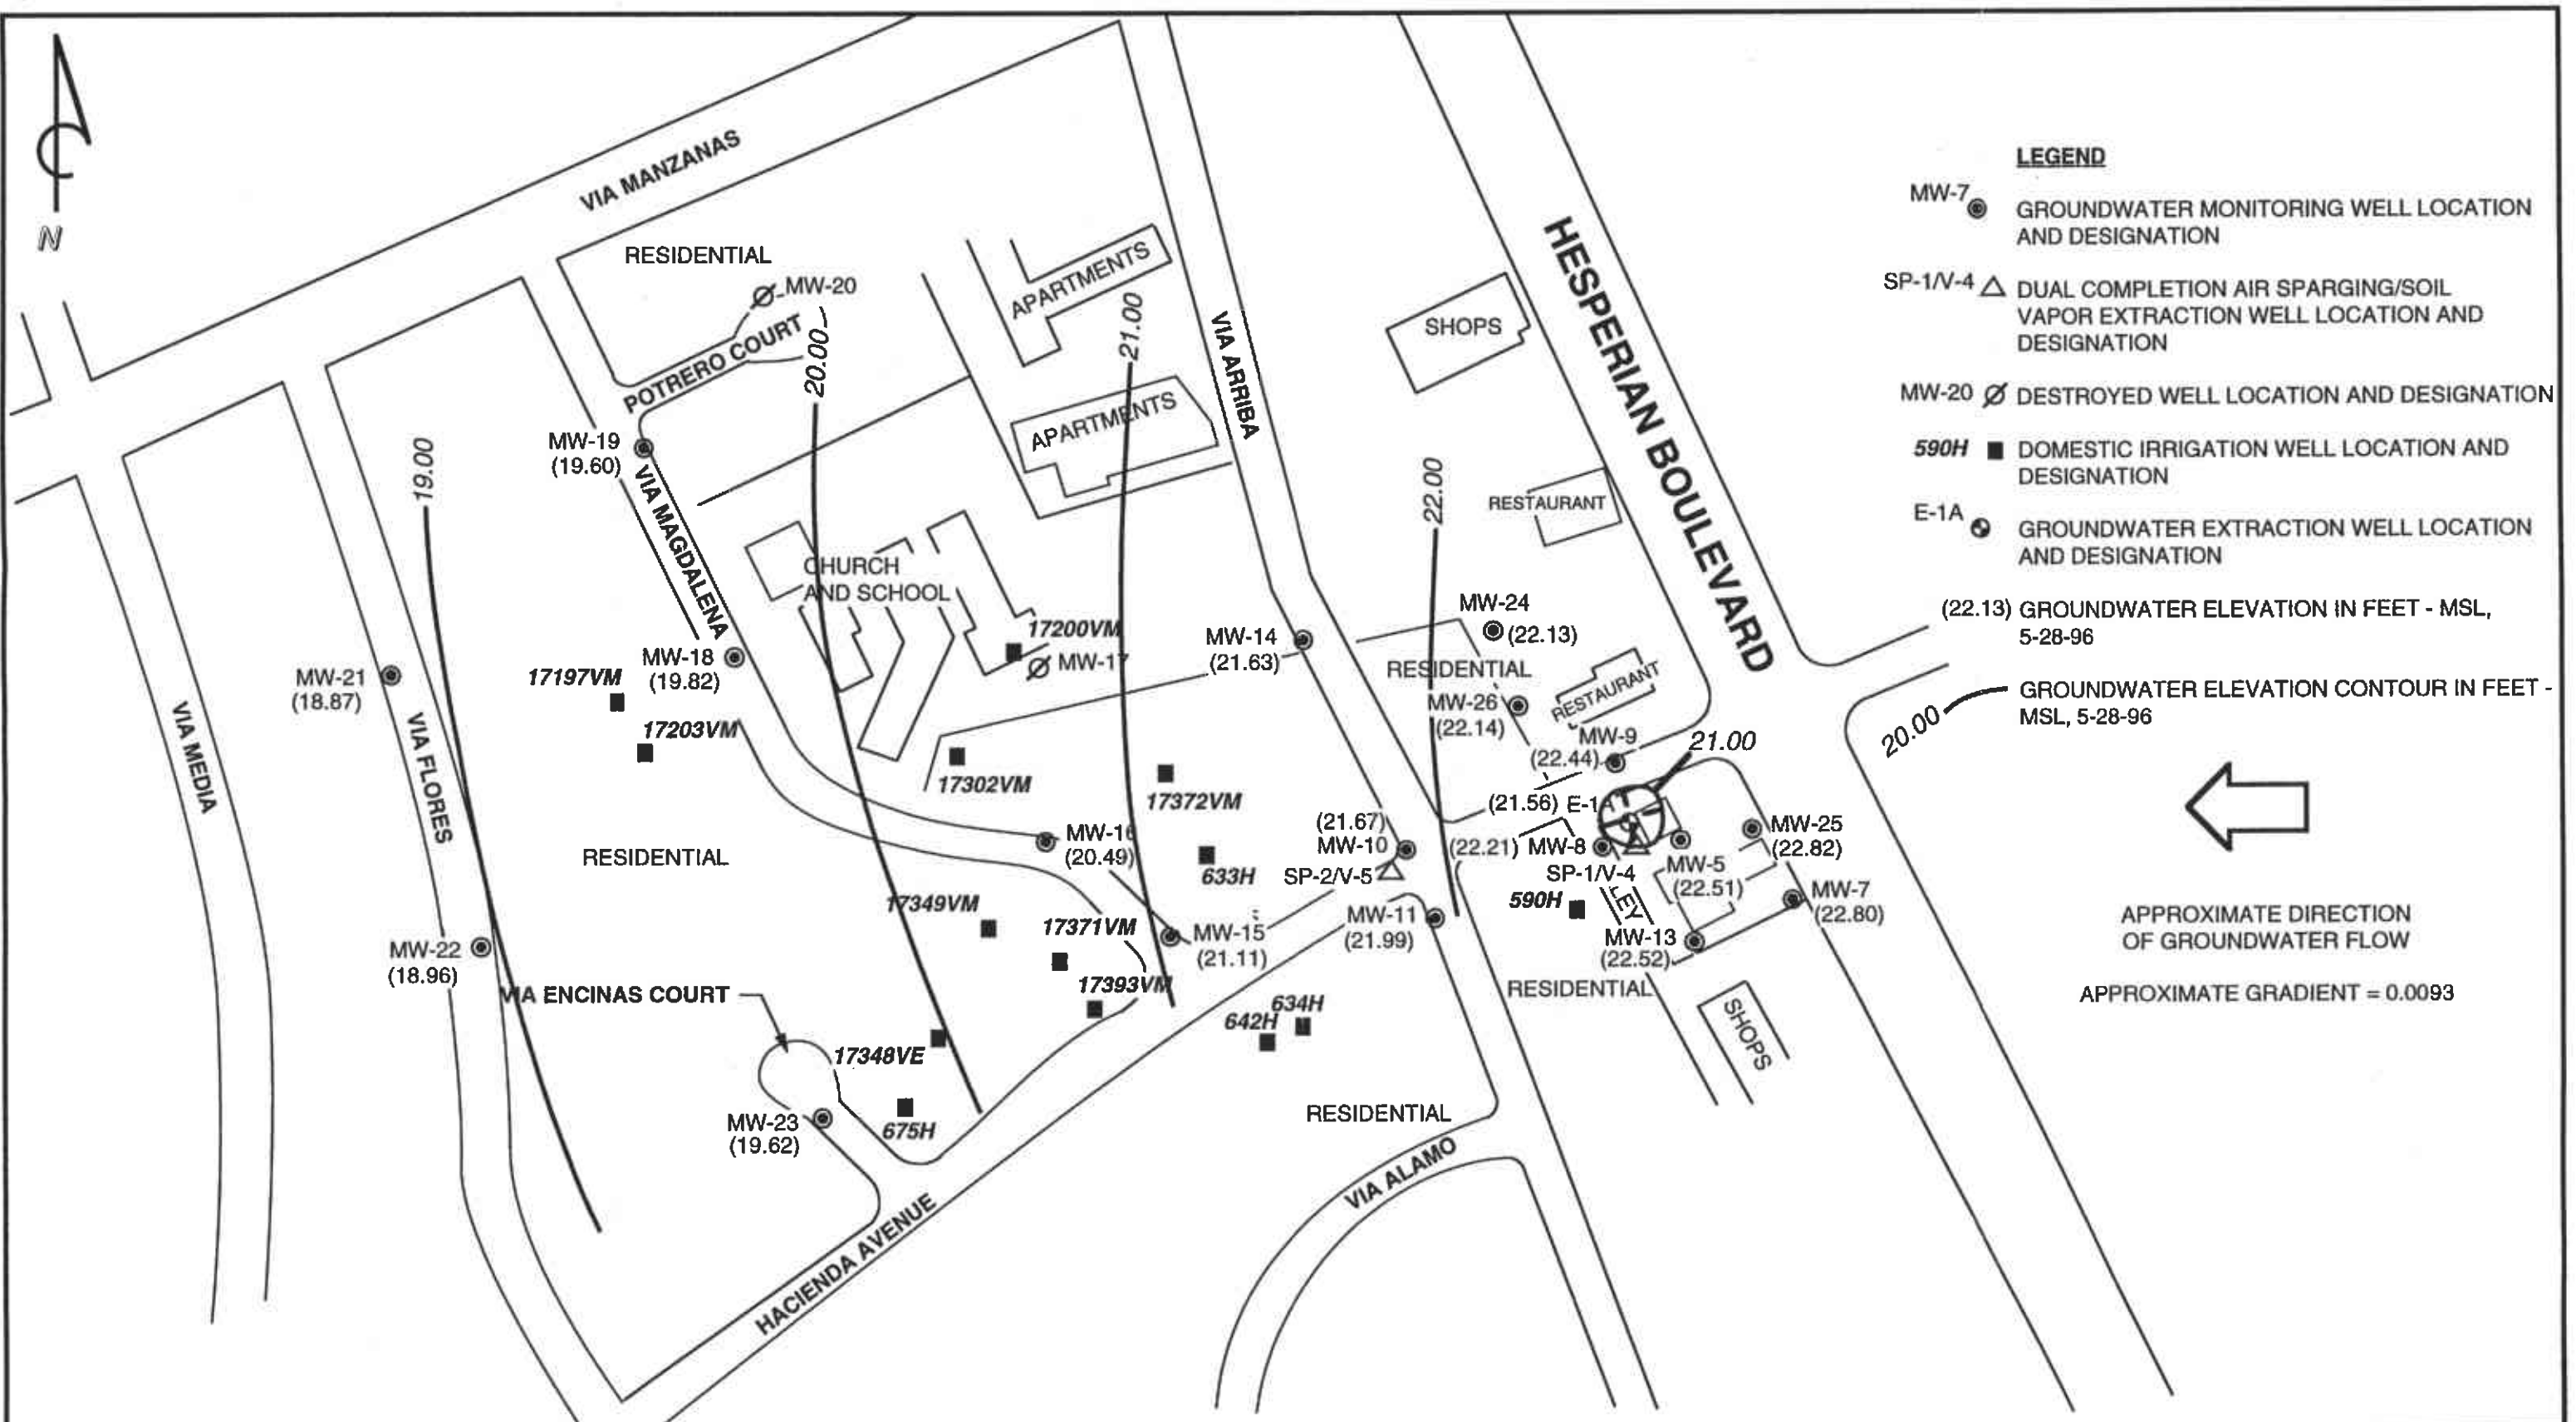 N
VIA MANZANAS
RESIDENTIAL
MW-20
POTRERO COURT
20.00
APARTMENTS
APARTMENTS
21.00
VIA ARRIBA
SHOPS
HESPERIAN BOULEVARD
RESTAURANT
22.00
19.00
MW-19
(19.60)
VIA MAGDALENA
CHURCH
AND SCHOOL
17200VM
MW-17
MW-18
(19.82)
17197VM
17203VM
MW-21
(18.87)
VIA MEDIA
VIA FLORES
MW-14
(21.63)
MW-24
(22.13)
RESIDENTIAL
MW-26
(22.14)
RESTAURANT
MW-9
(22.44)
21.00
(21.56) E-1A
17302VM
17372VM
MW-16
(20.49)
633H
(21.67)
MW-10
SP-2/V-5
(22.21) MW-8
SP-1/V-4
MW-5
(22.51)
MW-25
(22.82)
MW-7
(22.80)
590H
LEY
MW-13
(22.52)
RESIDENTIAL
SHOPS
MW-11
(21.99)
RESIDENTIAL
17349VM
17371VM
MW-15
(21.11)
17393VM
MW-22
(18.96)
VIA ENCINAS COURT
17348VE
675H
MW-23
(19.62)
642H
634H
RESIDENTIAL
VIA ALAMO
HACIENDA AVENUE
LEGEND
MW-7
GROUNDWATER MONITORING WELL LOCATION
AND DESIGNATION
SP-1/V-4
DUAL COMPLETION AIR SPARGING/SOIL
VAPOR EXTRACTION WELL LOCATION AND
DESIGNATION
MW-20
DESTROYED WELL LOCATION AND DESIGNATION
590H
DOMESTIC IRRIGATION WELL LOCATION AND
DESIGNATION
E-1A
GROUNDWATER EXTRACTION WELL LOCATION
AND DESIGNATION
(22.13) GROUNDWATER ELEVATION IN FEET - MSL,
5-28-96
20.00
GROUNDWATER ELEVATION CONTOUR IN FEET -
MSL, 5-28-96
APPROXIMATE DIRECTION
OF GROUNDWATER FLOW
APPROXIMATE GRADIENT = 0.0093